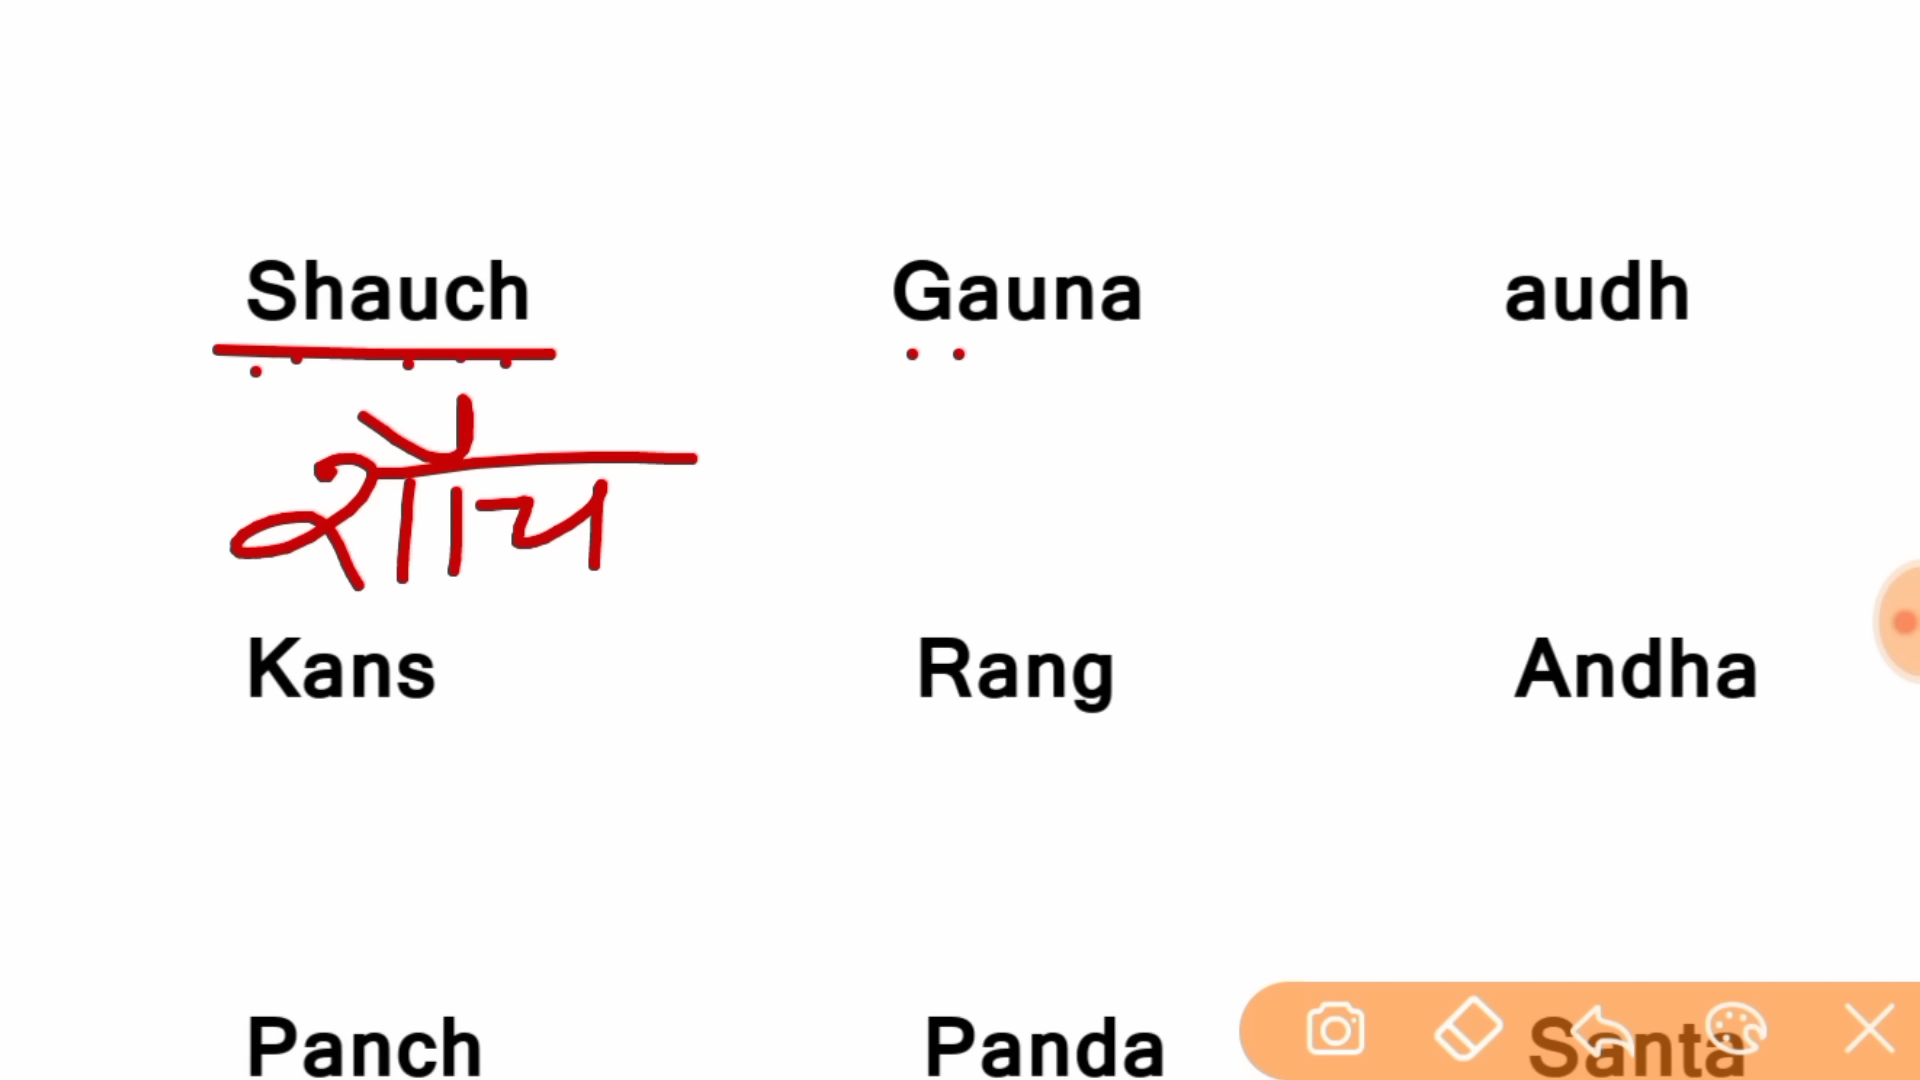 Shauch Gauna audh
शौच
Kans Rang Andha
Panch Panda Santa